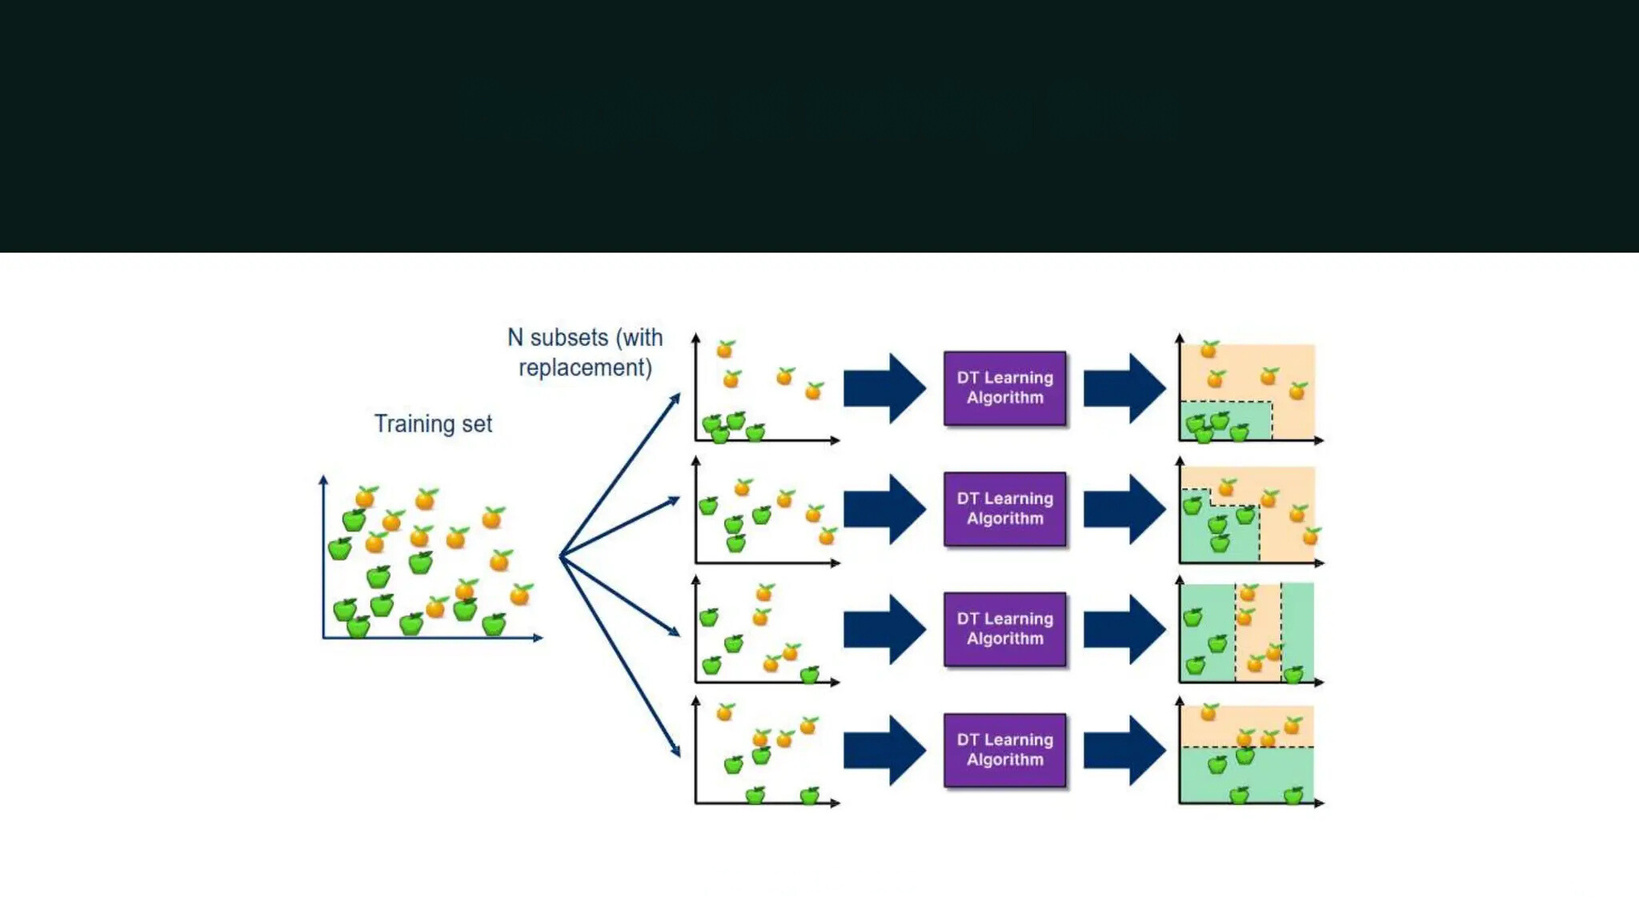 N subsets (with
replacement)
Training set
DT Learning
Algorithm
DT Learning
Algorithm
DT Learning
Algorithm
DT Learning
Algorithm